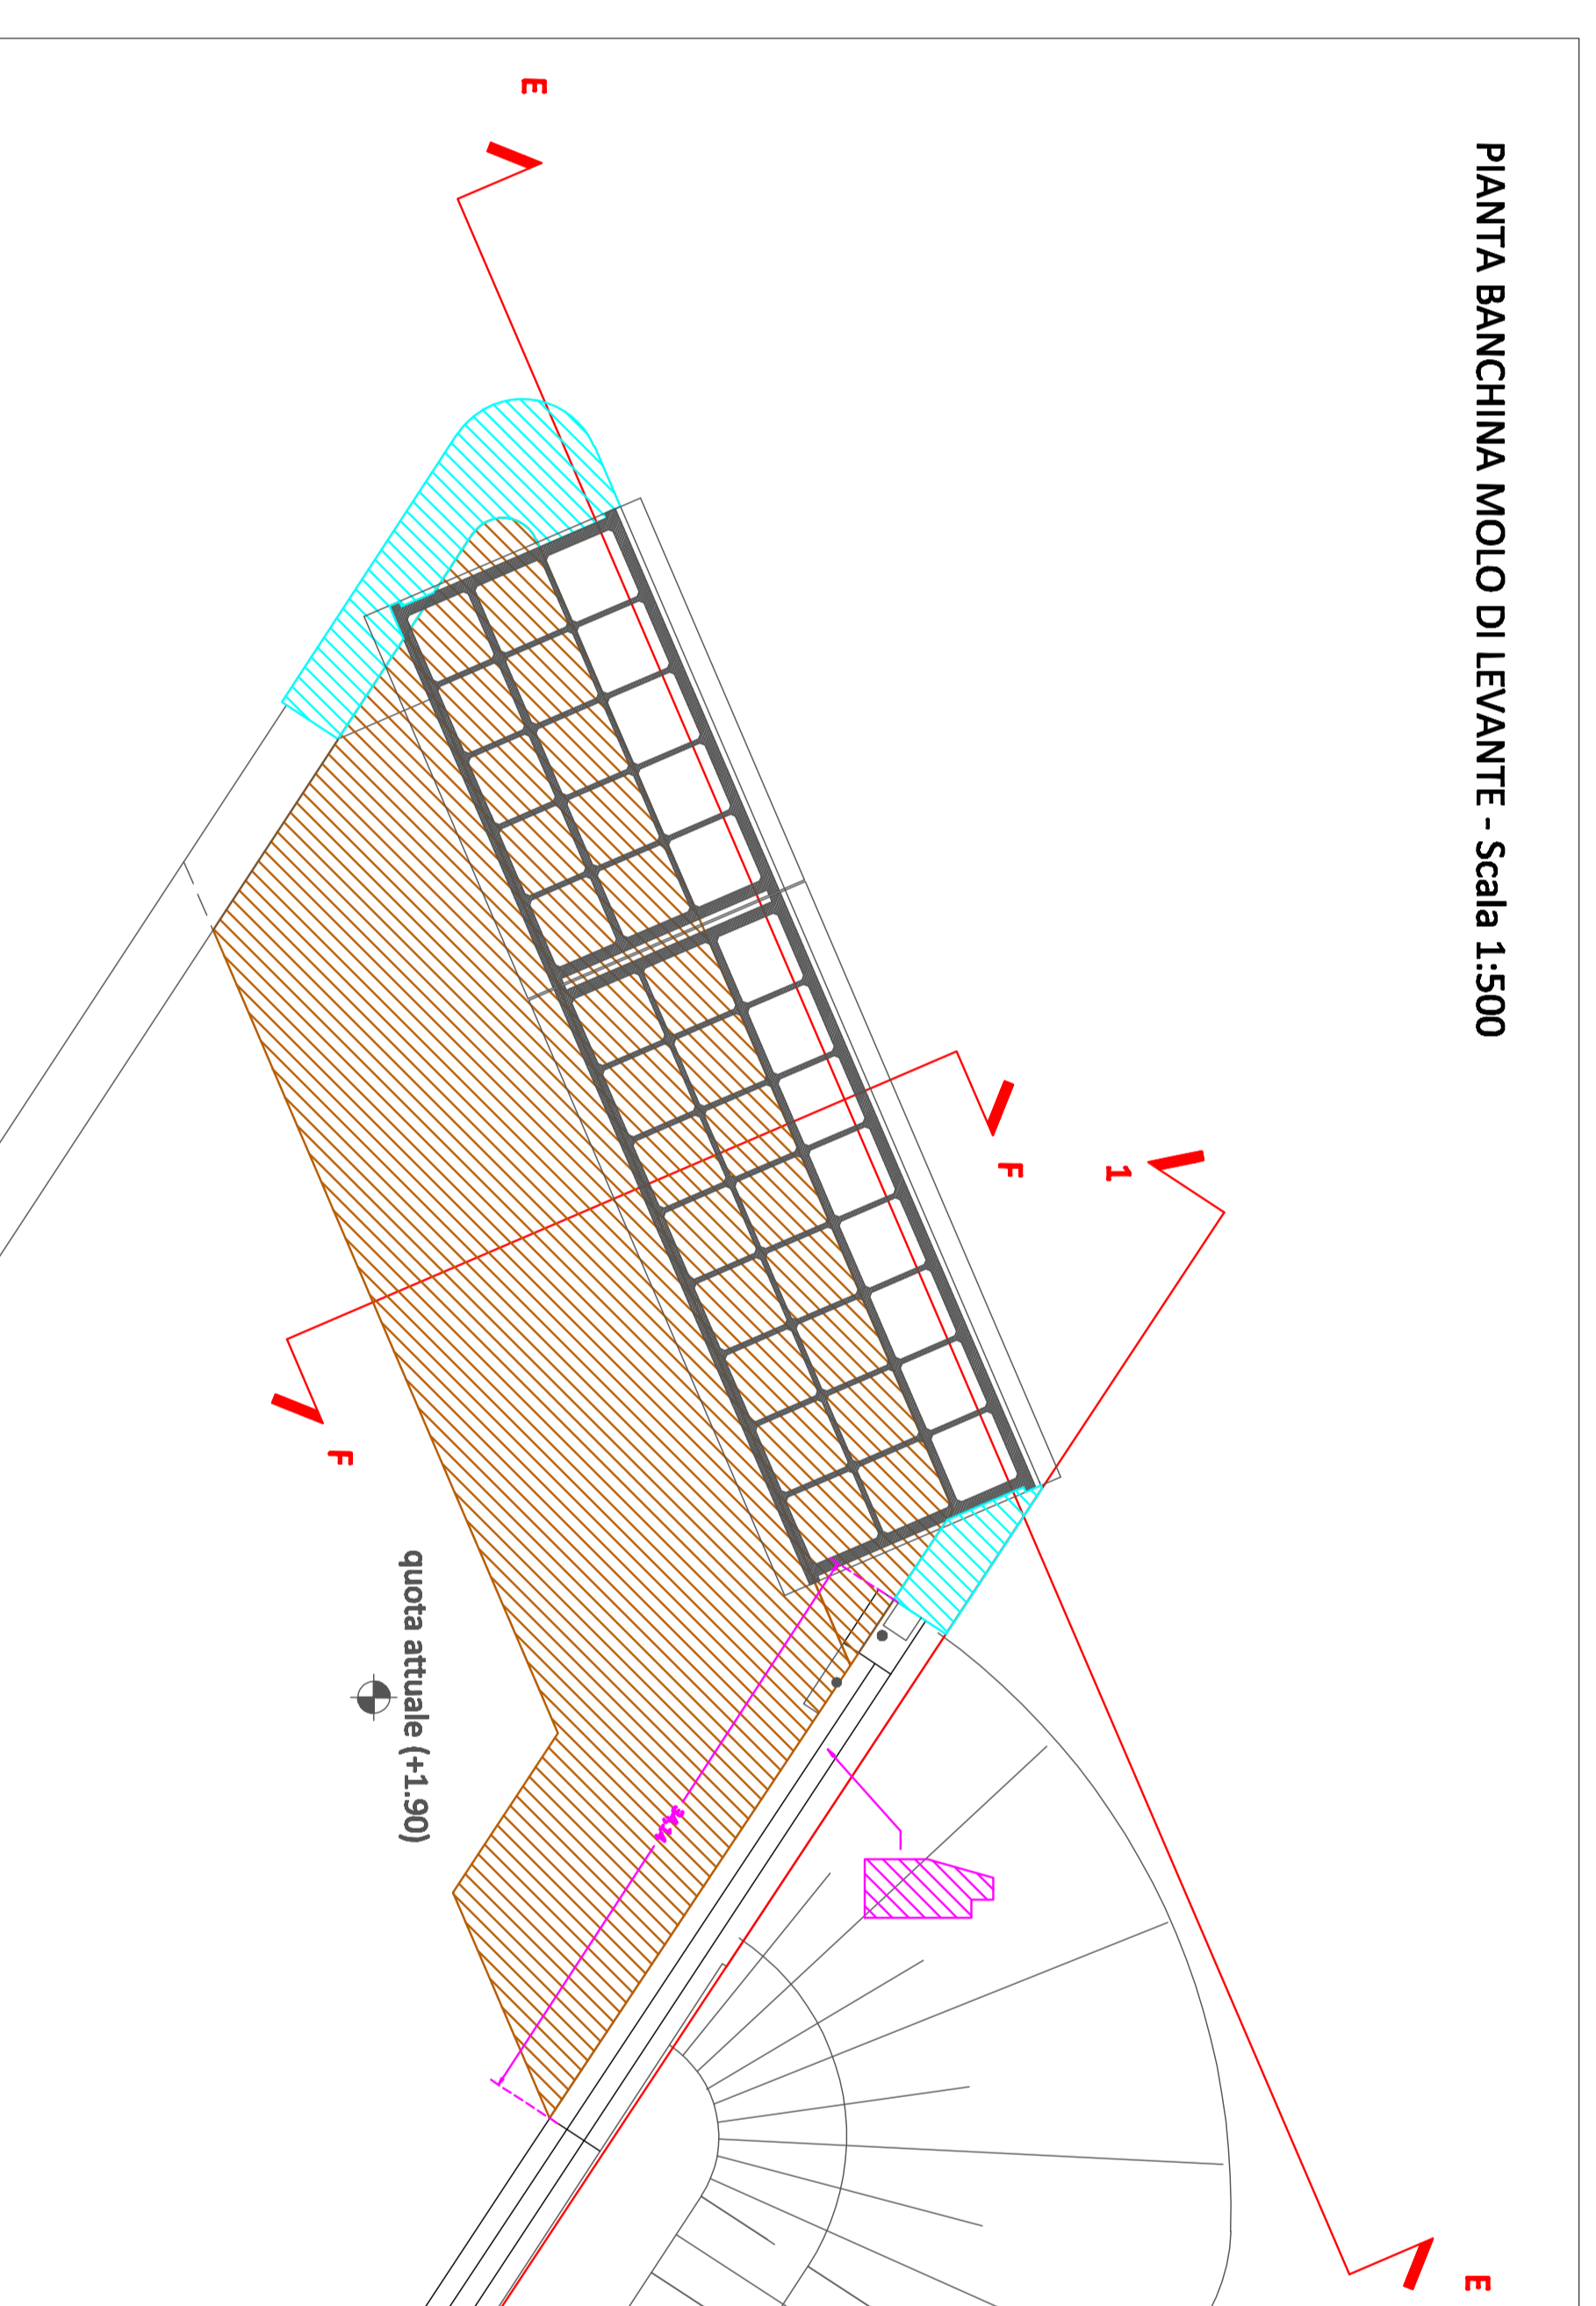 PIANTA BANCHINA MOLO DI LEVANTE - Scala 1:500
E
F
1
F
quota attuale (+1.90)
E